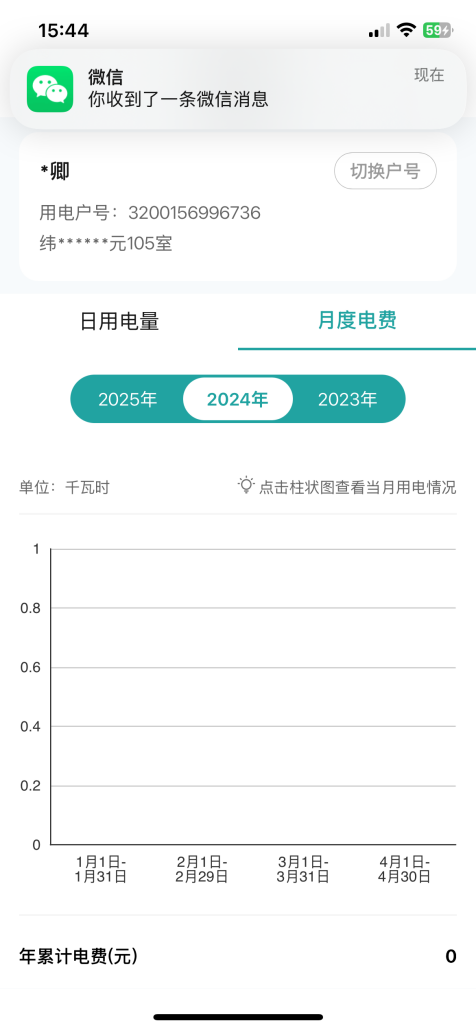 15:44
59
微信
现在
你收到了一条微信消息
*卿
切换户号
用电户号：3200156996736
纬******元105室
日用电量
月度电费
2025年
2024年
2023年
单位：千瓦时
点击柱状图查看当月用电情况
1
0.8
0.6
0.4
0.2
0
1月1日-
1月31日
2月1日-
2月29日
3月1日-
3月31日
4月1日-
4月30日
年累计电费(元)
0